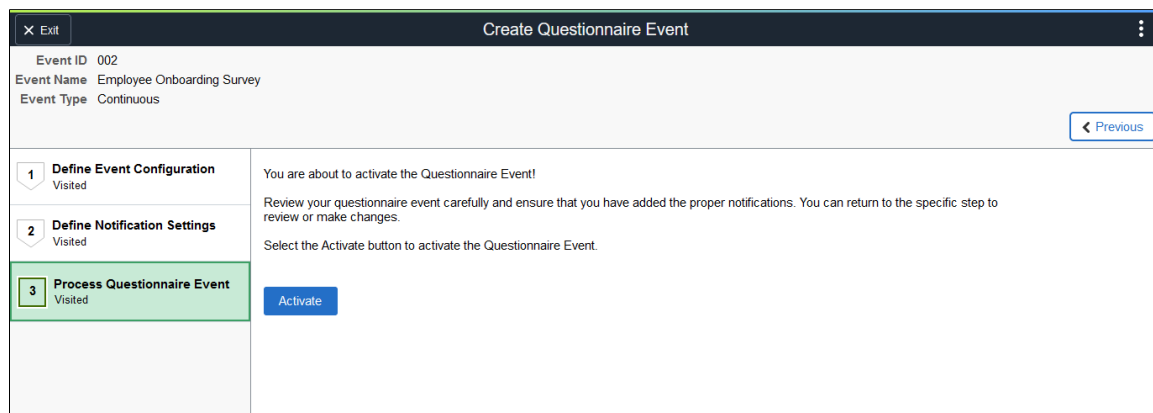 Exit
Create Questionnaire Event
Event ID 002
Event Name Employee Onboarding Survey
Event Type Continuous
Previous
1 Define Event Configuration
Visited
2 Define Notification Settings
Visited
3 Process Questionnaire Event
Visited
You are about to activate the Questionnaire Event!
Review your questionnaire event carefully and ensure that you have added the proper notifications. You can return to the specific step to
review or make changes.
Select the Activate button to activate the Questionnaire Event.
Activate